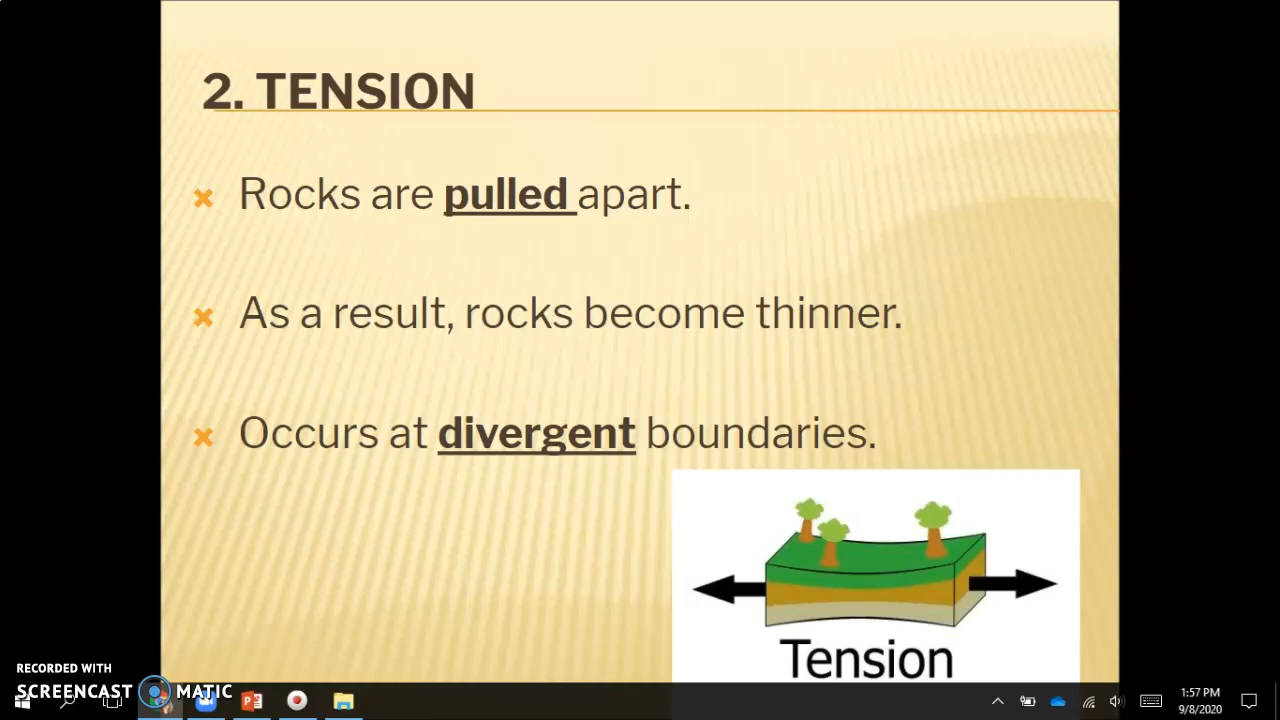 2. TENSION
Rocks are pulled apart.
As a result, rocks become thinner.
Occurs at divergent boundaries.
Tension
RECORDED WITH
SCREENCAST MATIC
1:57 PM
9/8/2020